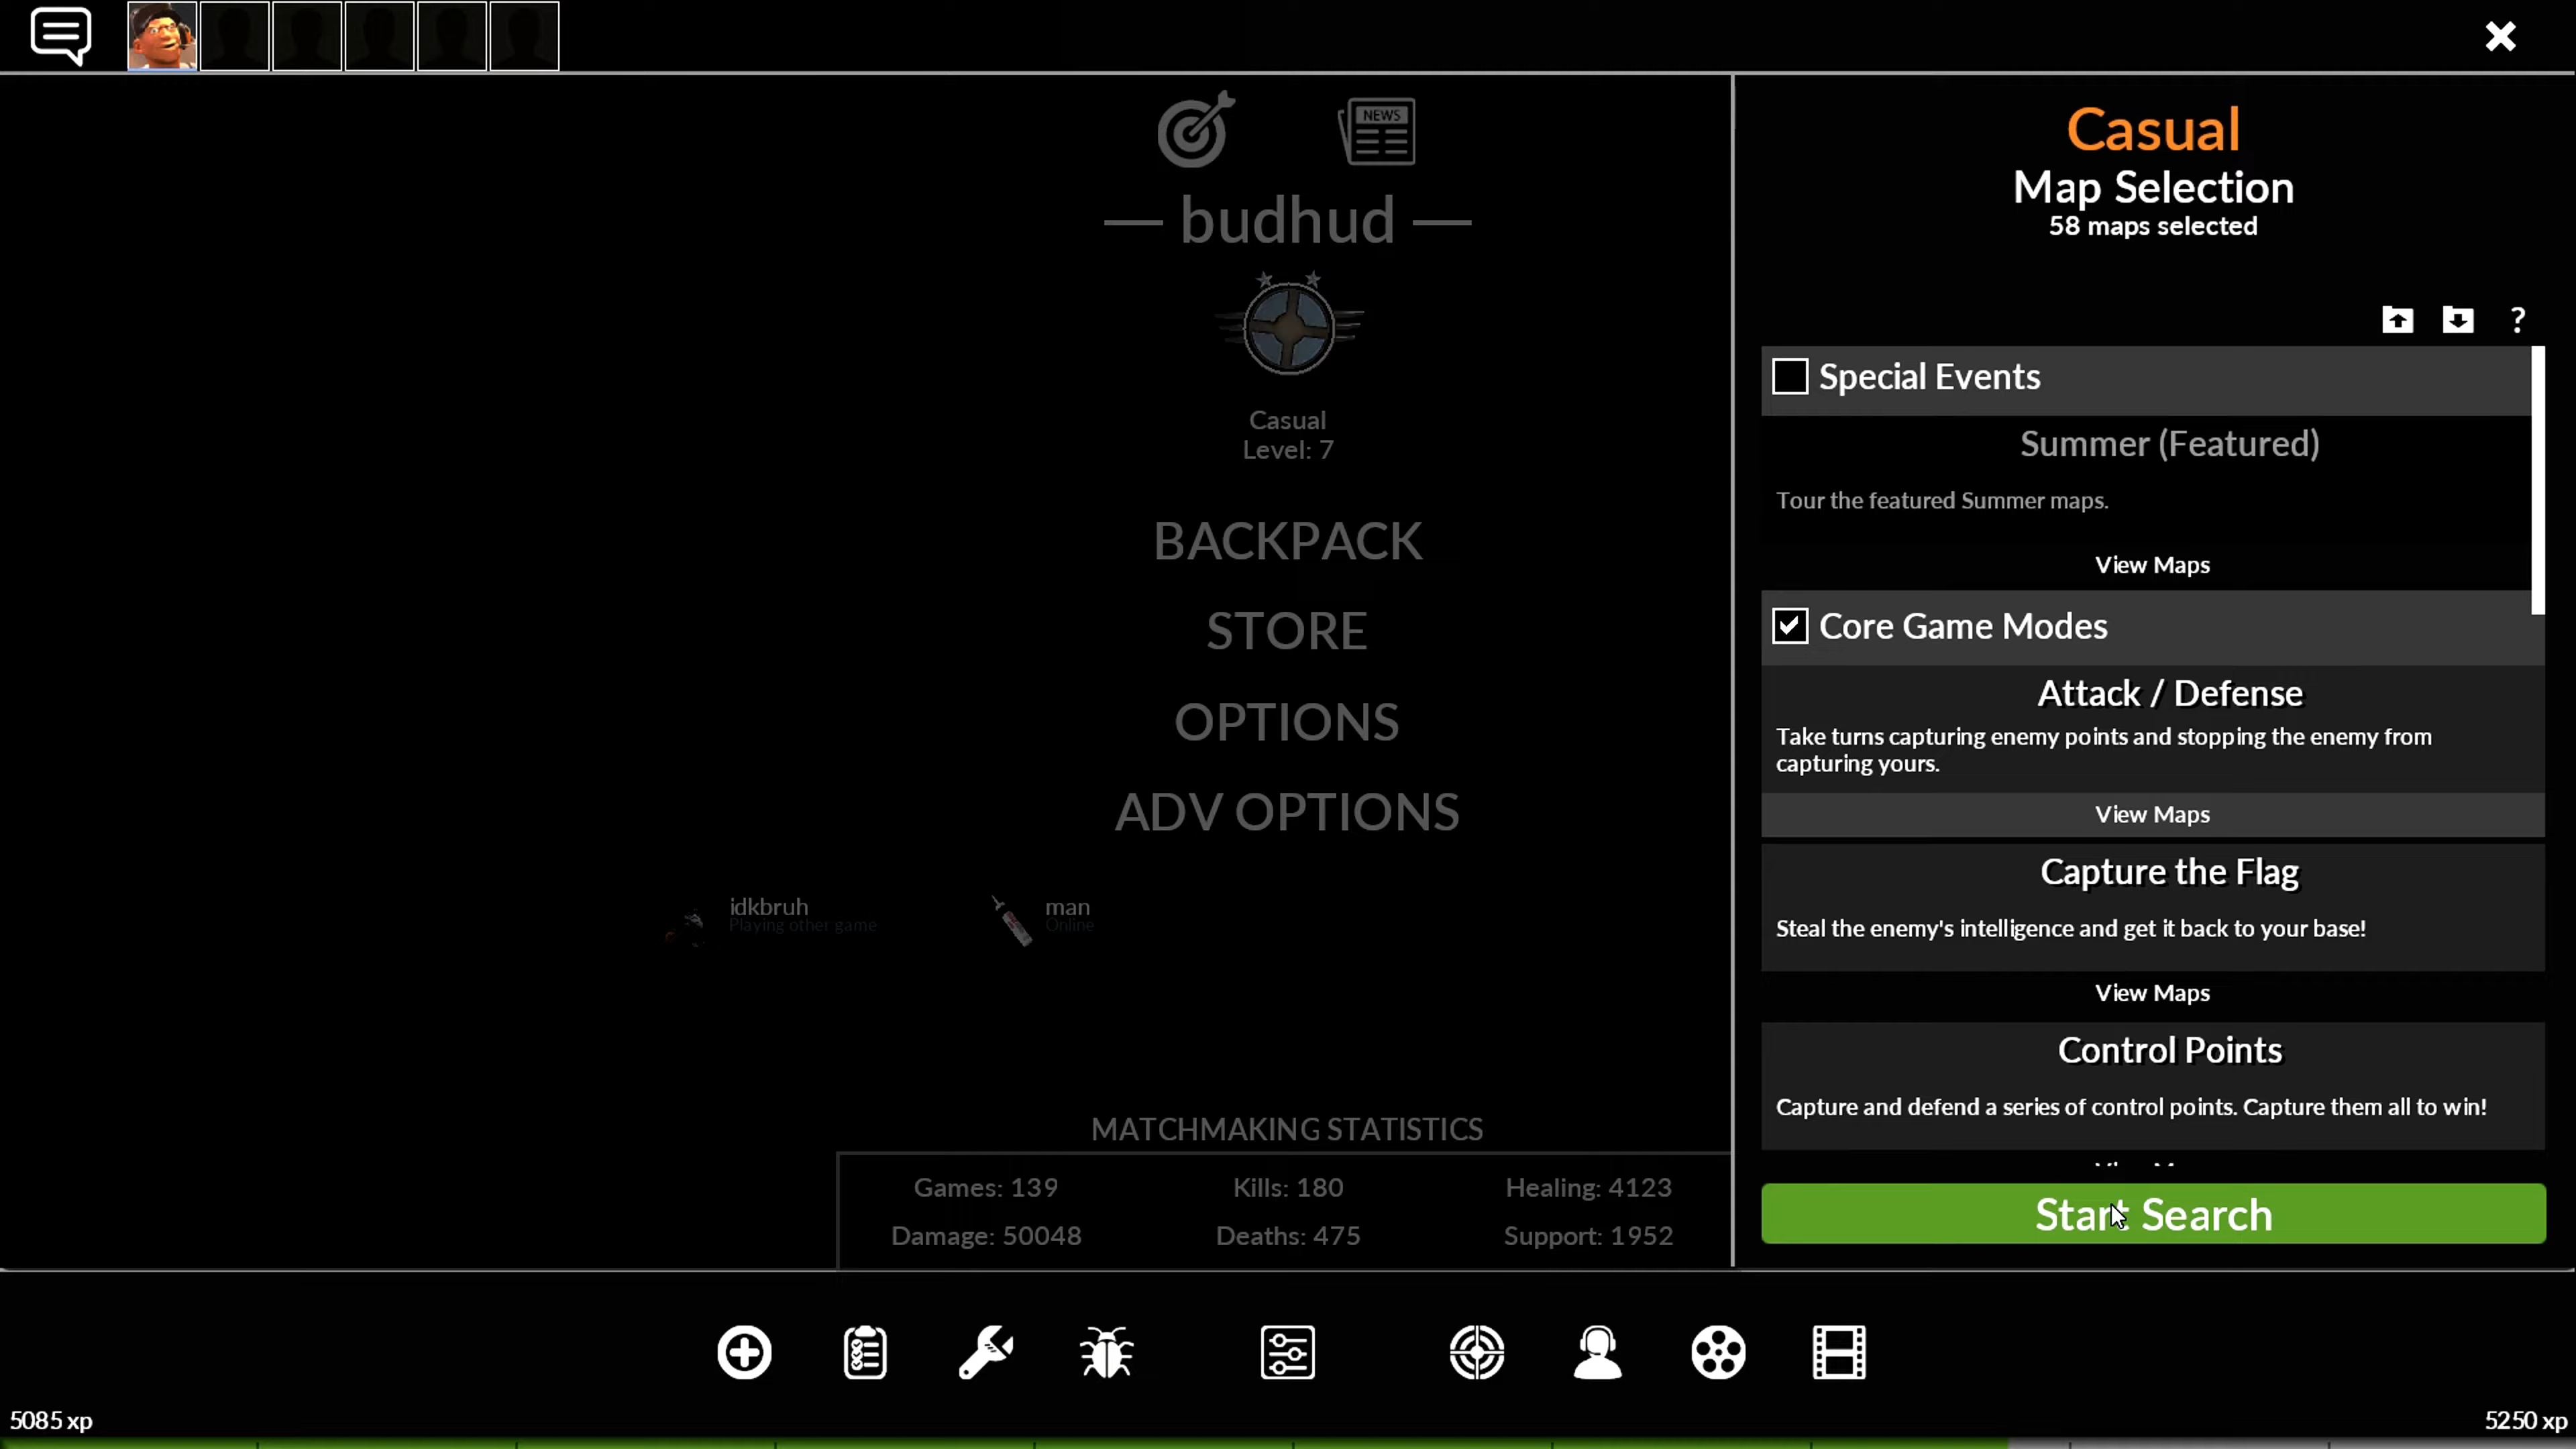 NEWS
— budhud —
Casual
Level: 7
BACKPACK
STORE
OPTIONS
ADV OPTIONS
idkbruh
Playing other game
man
Online
MATCHMAKING STATISTICS
Games: 139 Kills: 180 Healing: 4123
Damage: 50048 Deaths: 475 Support: 1952
Casual
Map Selection
58 maps selected
?
Special Events
Summer (Featured)
Tour the featured Summer maps.
View Maps
Core Game Modes
Attack / Defense
Take turns capturing enemy points and stopping the enemy from
capturing yours.
View Maps
Capture the Flag
Steal the enemy's intelligence and get it back to your base!
View Maps
Control Points
Capture and defend a series of control points. Capture them all to win!
Start Search
5085 xp
5250 xp